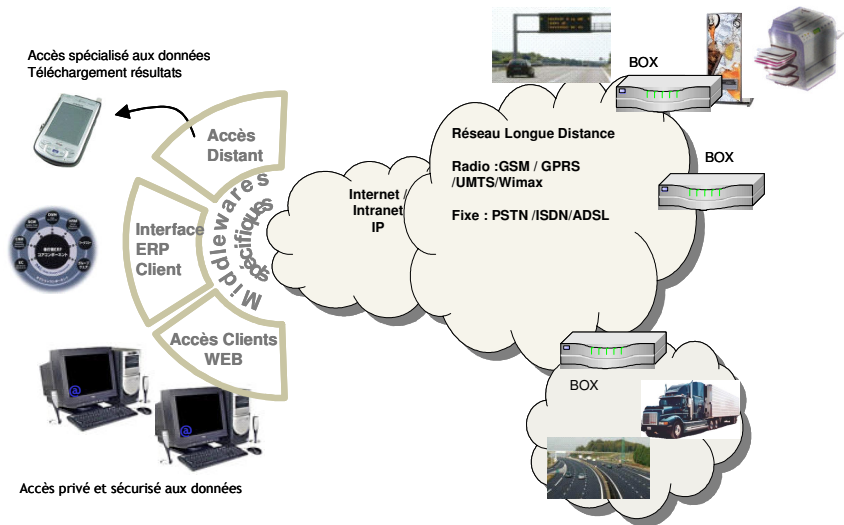 Accès spécialisé aux données
Téléchargement résultats
Accès
Distant
Interface
ERP
Client
Accès Clients
WEB
Middlewares
spécifiques
Internet /
Intranet
IP
Réseau Longue Distance
Radio :GSM / GPRS
/UMTS/Wimax
Fixe : PSTN /ISDN/ADSL
BOX
BOX
BOX
Accès privé et sécurisé aux données